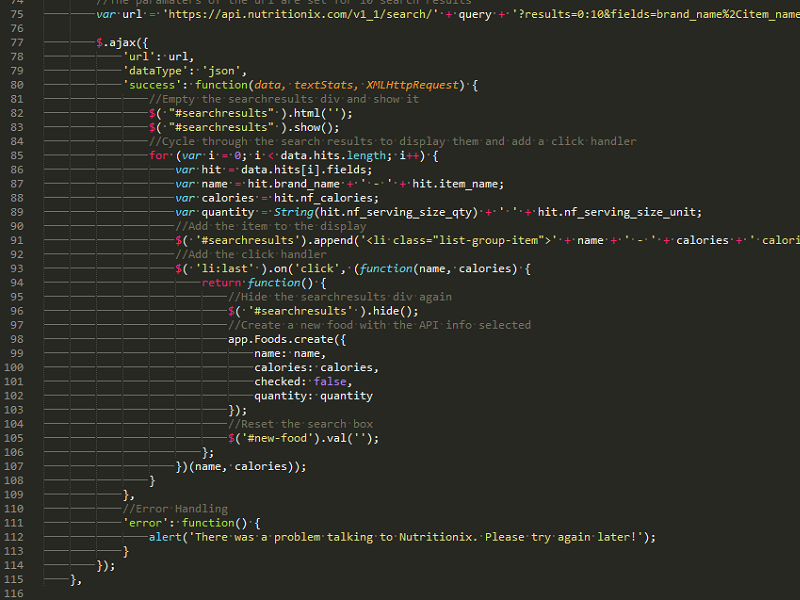 74 //The paramaters of the url are set for 10 search results
75 var url = 'https://api.nutritionix.com/v1_1/search/' + query + '?results=0:10&fields=brand_name%2Citem_name
76
77 $.ajax({
78 'url': url,
79 'dataType': 'json',
80 'success': function(data, textStats, XMLHttpRequest) {
81 //Empty the searchresults div and show it
82 $( "#searchresults" ).html('');
83 $( "#searchresults" ).show();
84 //Cycle through the search results to display them and add a click handler
85 for (var i = 0; i < data.hits.length; i++) {
86 var hit = data.hits[i].fields;
87 var name = hit.brand_name + ' - ' + hit.item_name;
88 var calories = hit.nf_calories;
89 var quantity = String(hit.nf_serving_size_qty) + ' ' + hit.nf_serving_size_unit;
90 //Add the item to the display
91 $( '#searchresults').append('<li class="list-group-item">' + name + ' - ' + calories + ' calori
92 //Add the click handler
93 $( 'li:last' ).on('click', (function(name, calories) {
94 return function() {
95 //Hide the searchresults div again
96 $( '#searchresults' ).hide();
97 //Create a new food with the API info selected
98 app.Foods.create({
99 name: name,
100 calories: calories,
101 checked: false,
102 quantity: quantity
103 });
104 //Reset the search box
105 $('#new-food').val('');
106 };
107 })(name, calories));
108 }
109 },
110 //Error Handling
111 'error': function() {
112 alert('There was a problem talking to Nutritionix. Please try again later!');
113 }
114 });
115 },
116